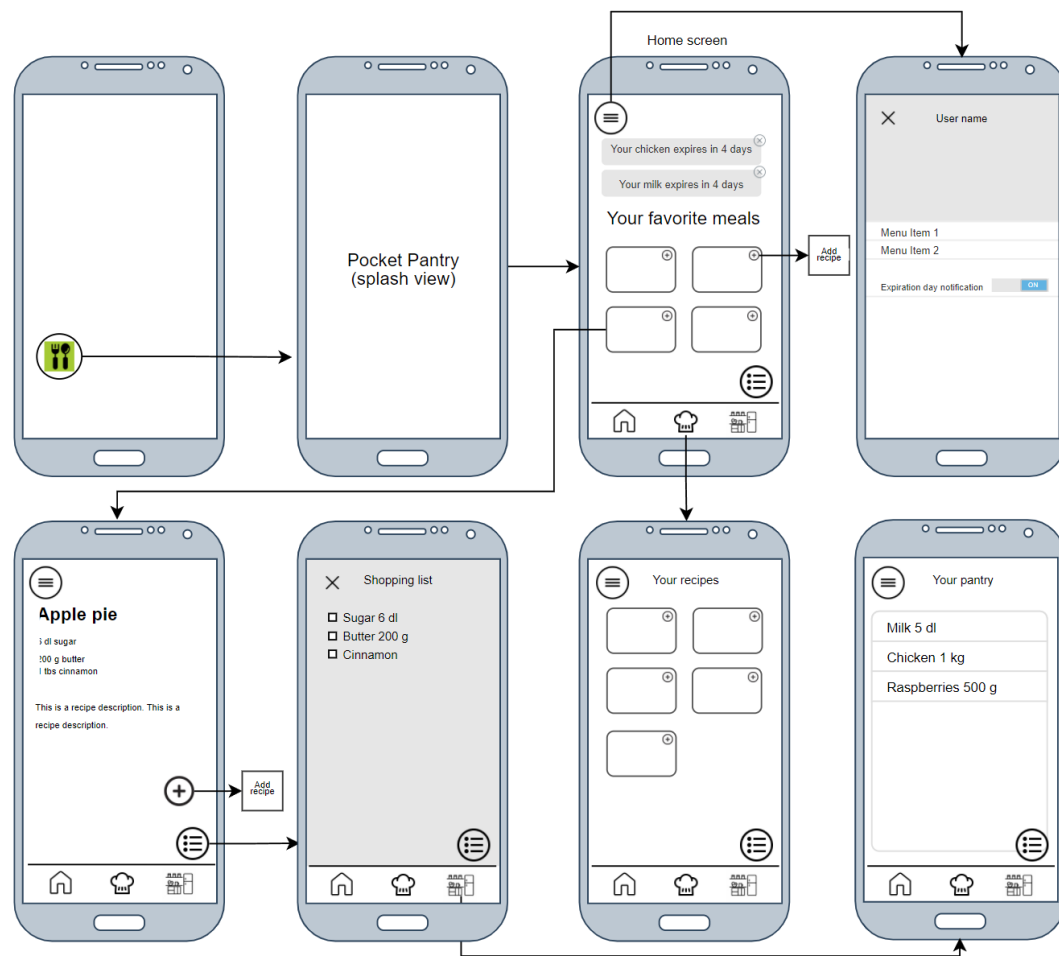 Home screen
Pocket Pantry
(splash view)
Your chicken expires in 4 days
Your milk expires in 4 days
Your favorite meals
Add
recipe
User name
Menu Item 1
Menu Item 2
Expiration day notification
ON
Apple pie
dl sugar
00 g butter
tbs cinnamon
This is a recipe description. This is a
recipe description.
Add
recipe
Shopping list
Sugar 6 dl
Butter 200 g
Cinnamon
Your recipes
Your pantry
Milk 5 dl
Chicken 1 kg
Raspberries 500 g